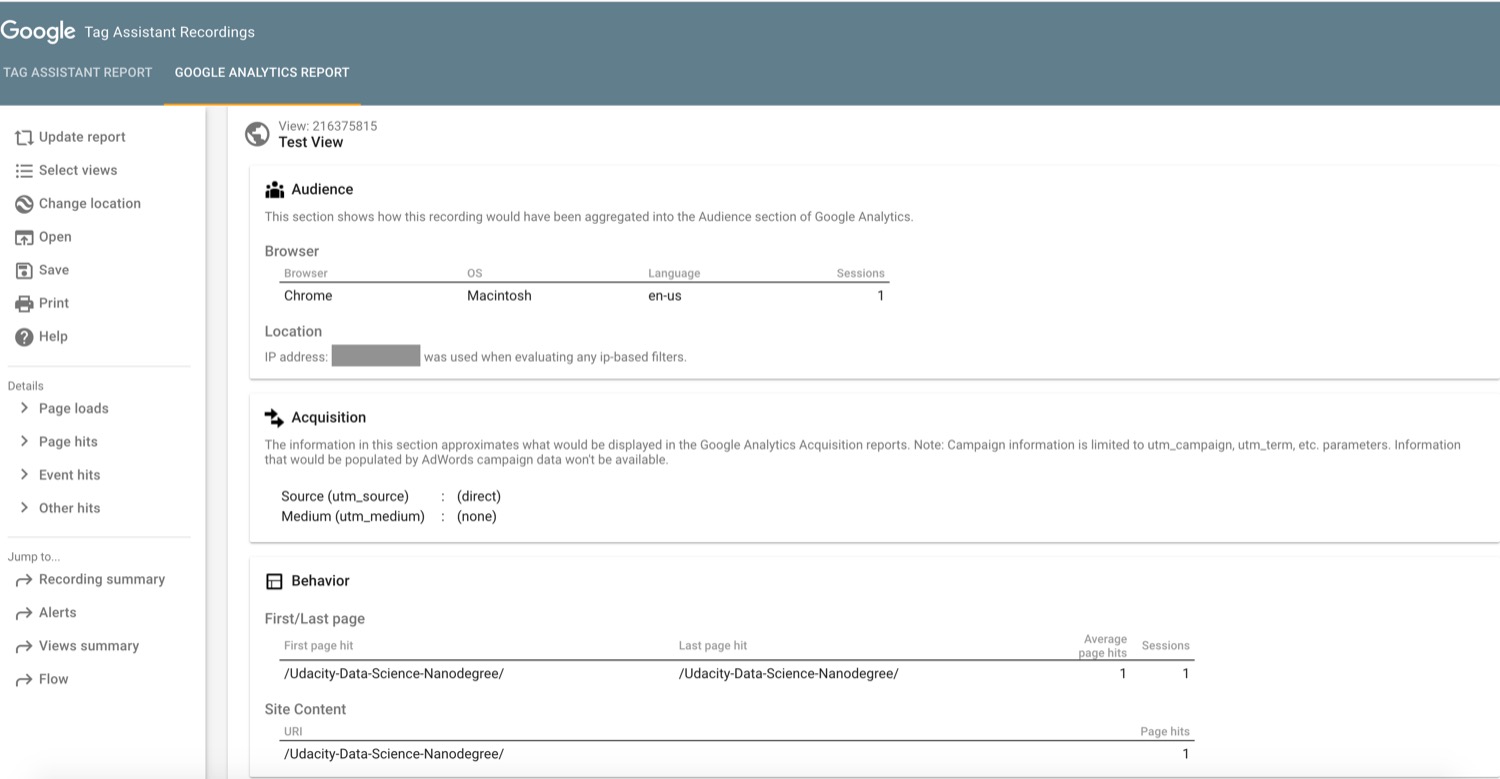 Google Tag Assistant Recordings
TAG ASSISTANT REPORT GOOGLE ANALYTICS REPORT
Update report
Select views
Change location
Open
Save
Print
Help
Details
Page loads
Page hits
Event hits
Other hits
Jump to...
Recording summary
Alerts
Views summary
Flow
View: 216375815
Test View
Audience
This section shows how this recording would have been aggregated into the Audience section of Google Analytics.
Browser
Browser OS Language Sessions
Chrome Macintosh en-us 1
Location
IP address: was used when evaluating any ip-based filters.
Acquisition
The information in this section approximates what would be displayed in the Google Analytics Acquisition reports. Note: Campaign information is limited to utm_campaign, utm_term, etc. parameters. Information
that would be populated by AdWords campaign data won't be available.
Source (utm_source) : (direct)
Medium (utm_medium) : (none)
Behavior
First/Last page
First page hit Last page hit Average page hits Sessions
/Udacity-Data-Science-Nanodegree/ /Udacity-Data-Science-Nanodegree/ 1 1
Site Content
URI Page hits
/Udacity-Data-Science-Nanodegree/ 1